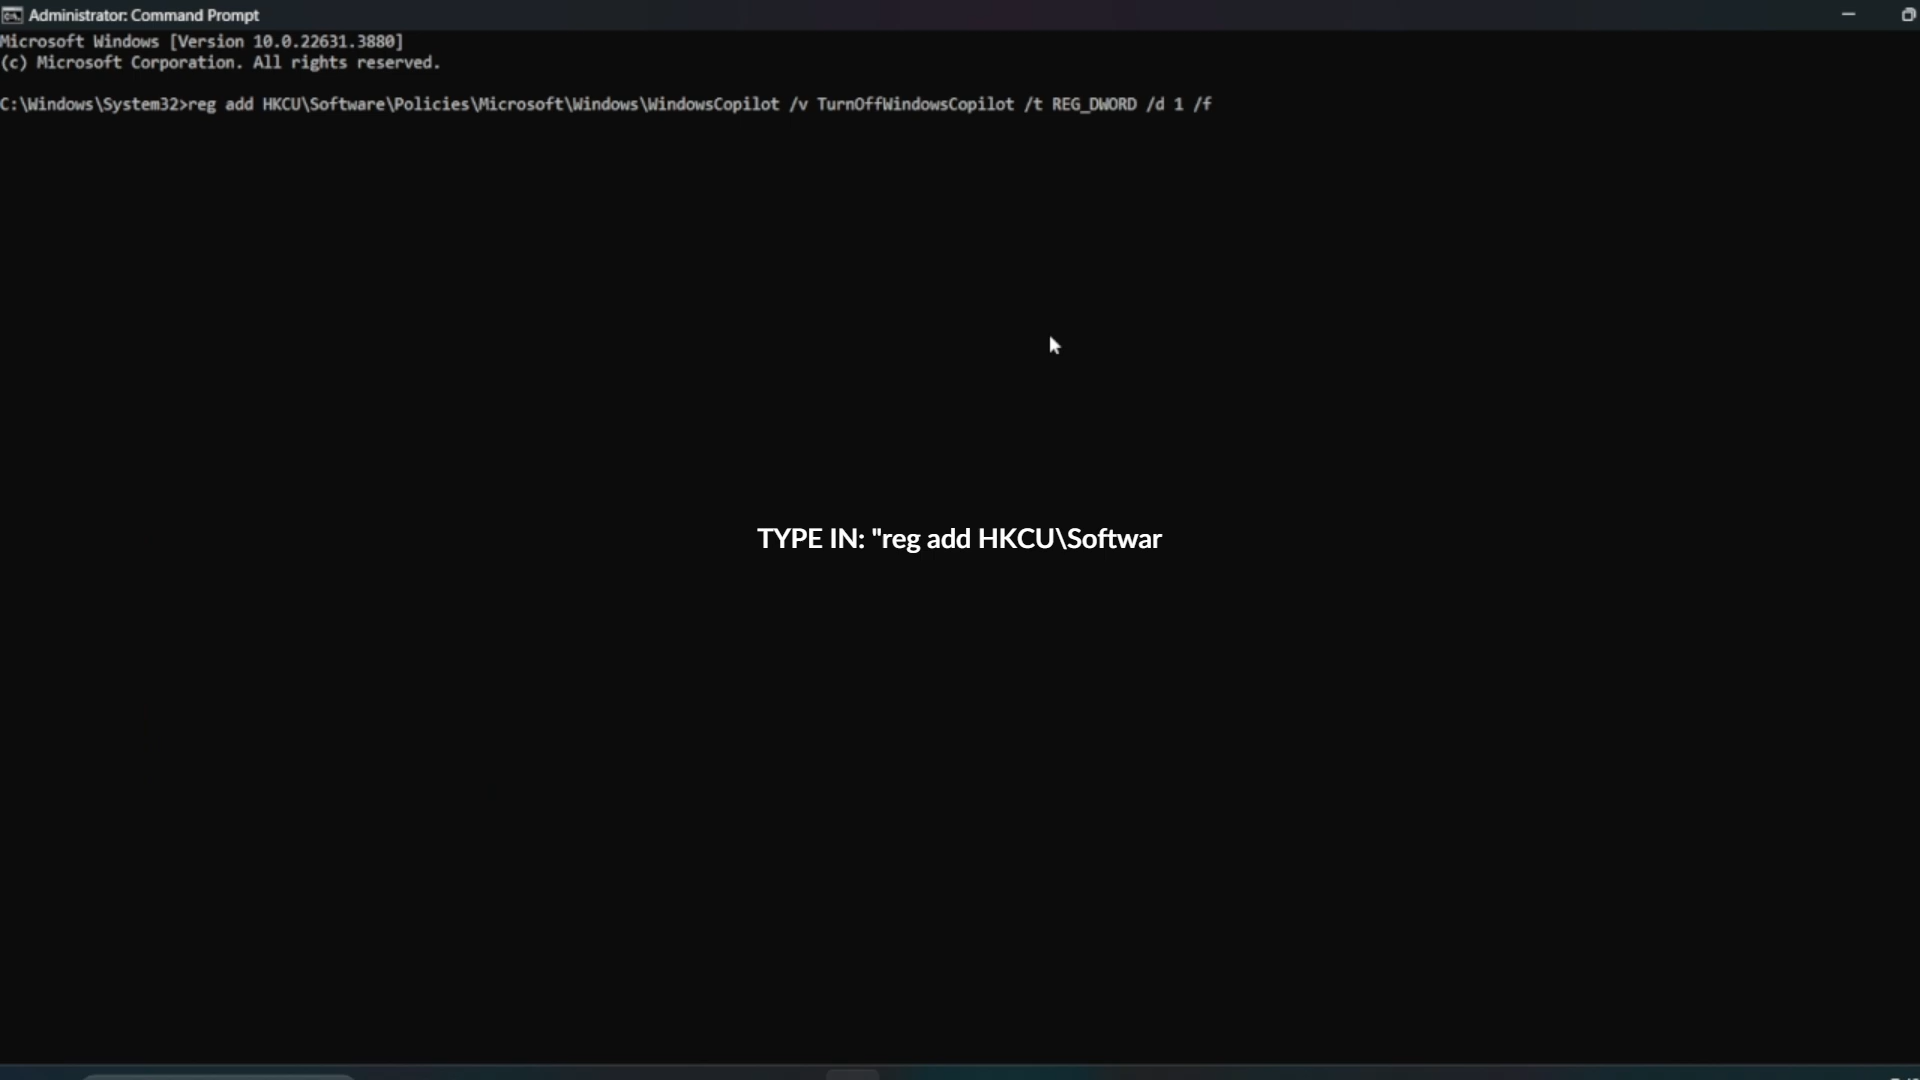 Administrator: Command Prompt
Microsoft Windows [Version 10.0.22631.3880]
(c) Microsoft Corporation. All rights reserved.
C:\Windows\System32>reg add HKCU\Software\Policies\Microsoft\Windows\WindowsCopilot /v TurnOffWindowsCopilot /t REG_DWORD /d 1 /f
TYPE IN: "reg add HKCU\Softwar